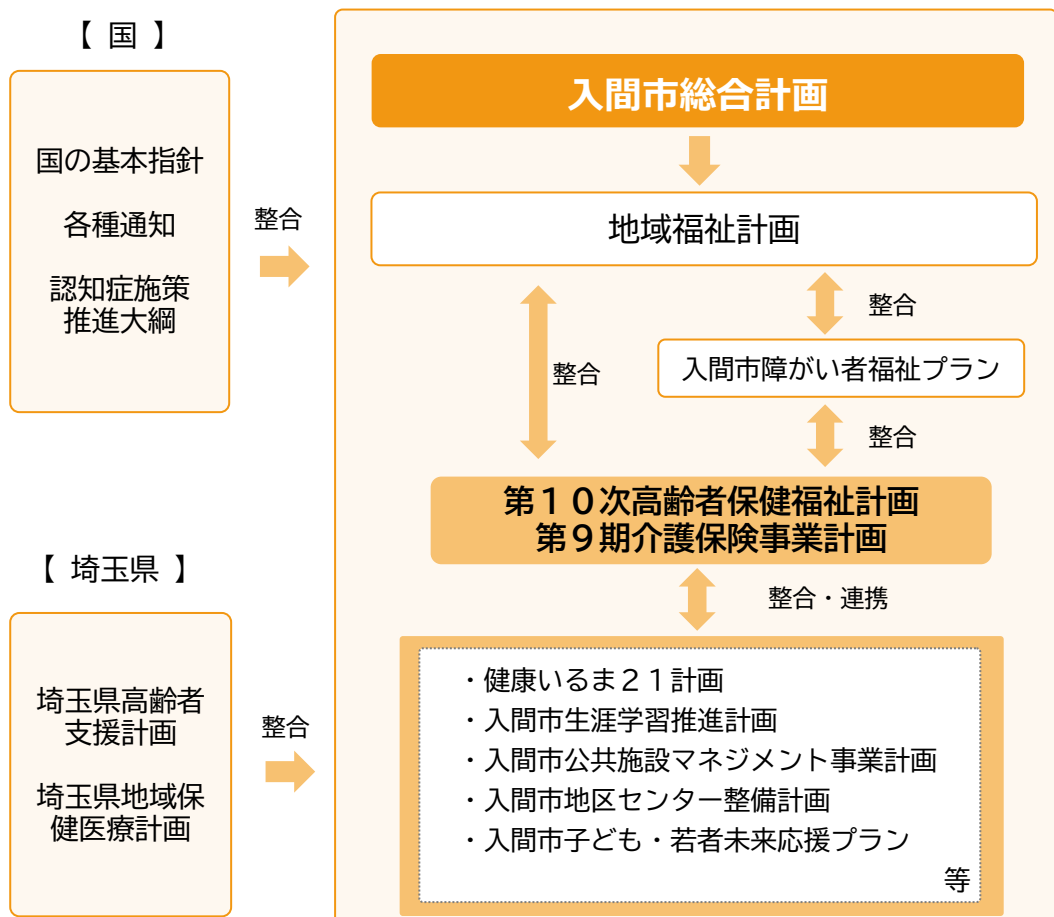 【 国 】
国の基本指針
各種通知
認知症施策
推進大綱
整合
【 埼玉県 】
埼玉県高齢者
支援計画
埼玉県地域保
健医療計画
整合
入間市総合計画
地域福祉計画
整合
整合
入間市障がい者福祉プラン
整合
第１０次高齢者保健福祉計画
第９期介護保険事業計画
整合・連携
・健康いるま２１計画
・入間市生涯学習推進計画
・入間市公共施設マネジメント事業計画
・入間市地区センター整備計画
・入間市子ども・若者未来応援プラン
等